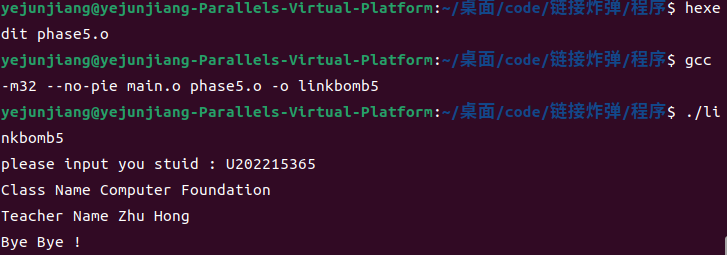 yejunjiang@yejunjiang-Parallels-Virtual-Platform:~/桌面/code/链接炸弹/程序$ hexe
dit phase5.o
yejunjiang@yejunjiang-Parallels-Virtual-Platform:~/桌面/code/链接炸弹/程序$ gcc
-m32 --no-pie main.o phase5.o -o linkbomb5
yejunjiang@yejunjiang-Parallels-Virtual-Platform:~/桌面/code/链接炸弹/程序$ ./li
nkbomb5
please input you stuid : U202215365
Class Name Computer Foundation
Teacher Name Zhu Hong
Bye Bye !